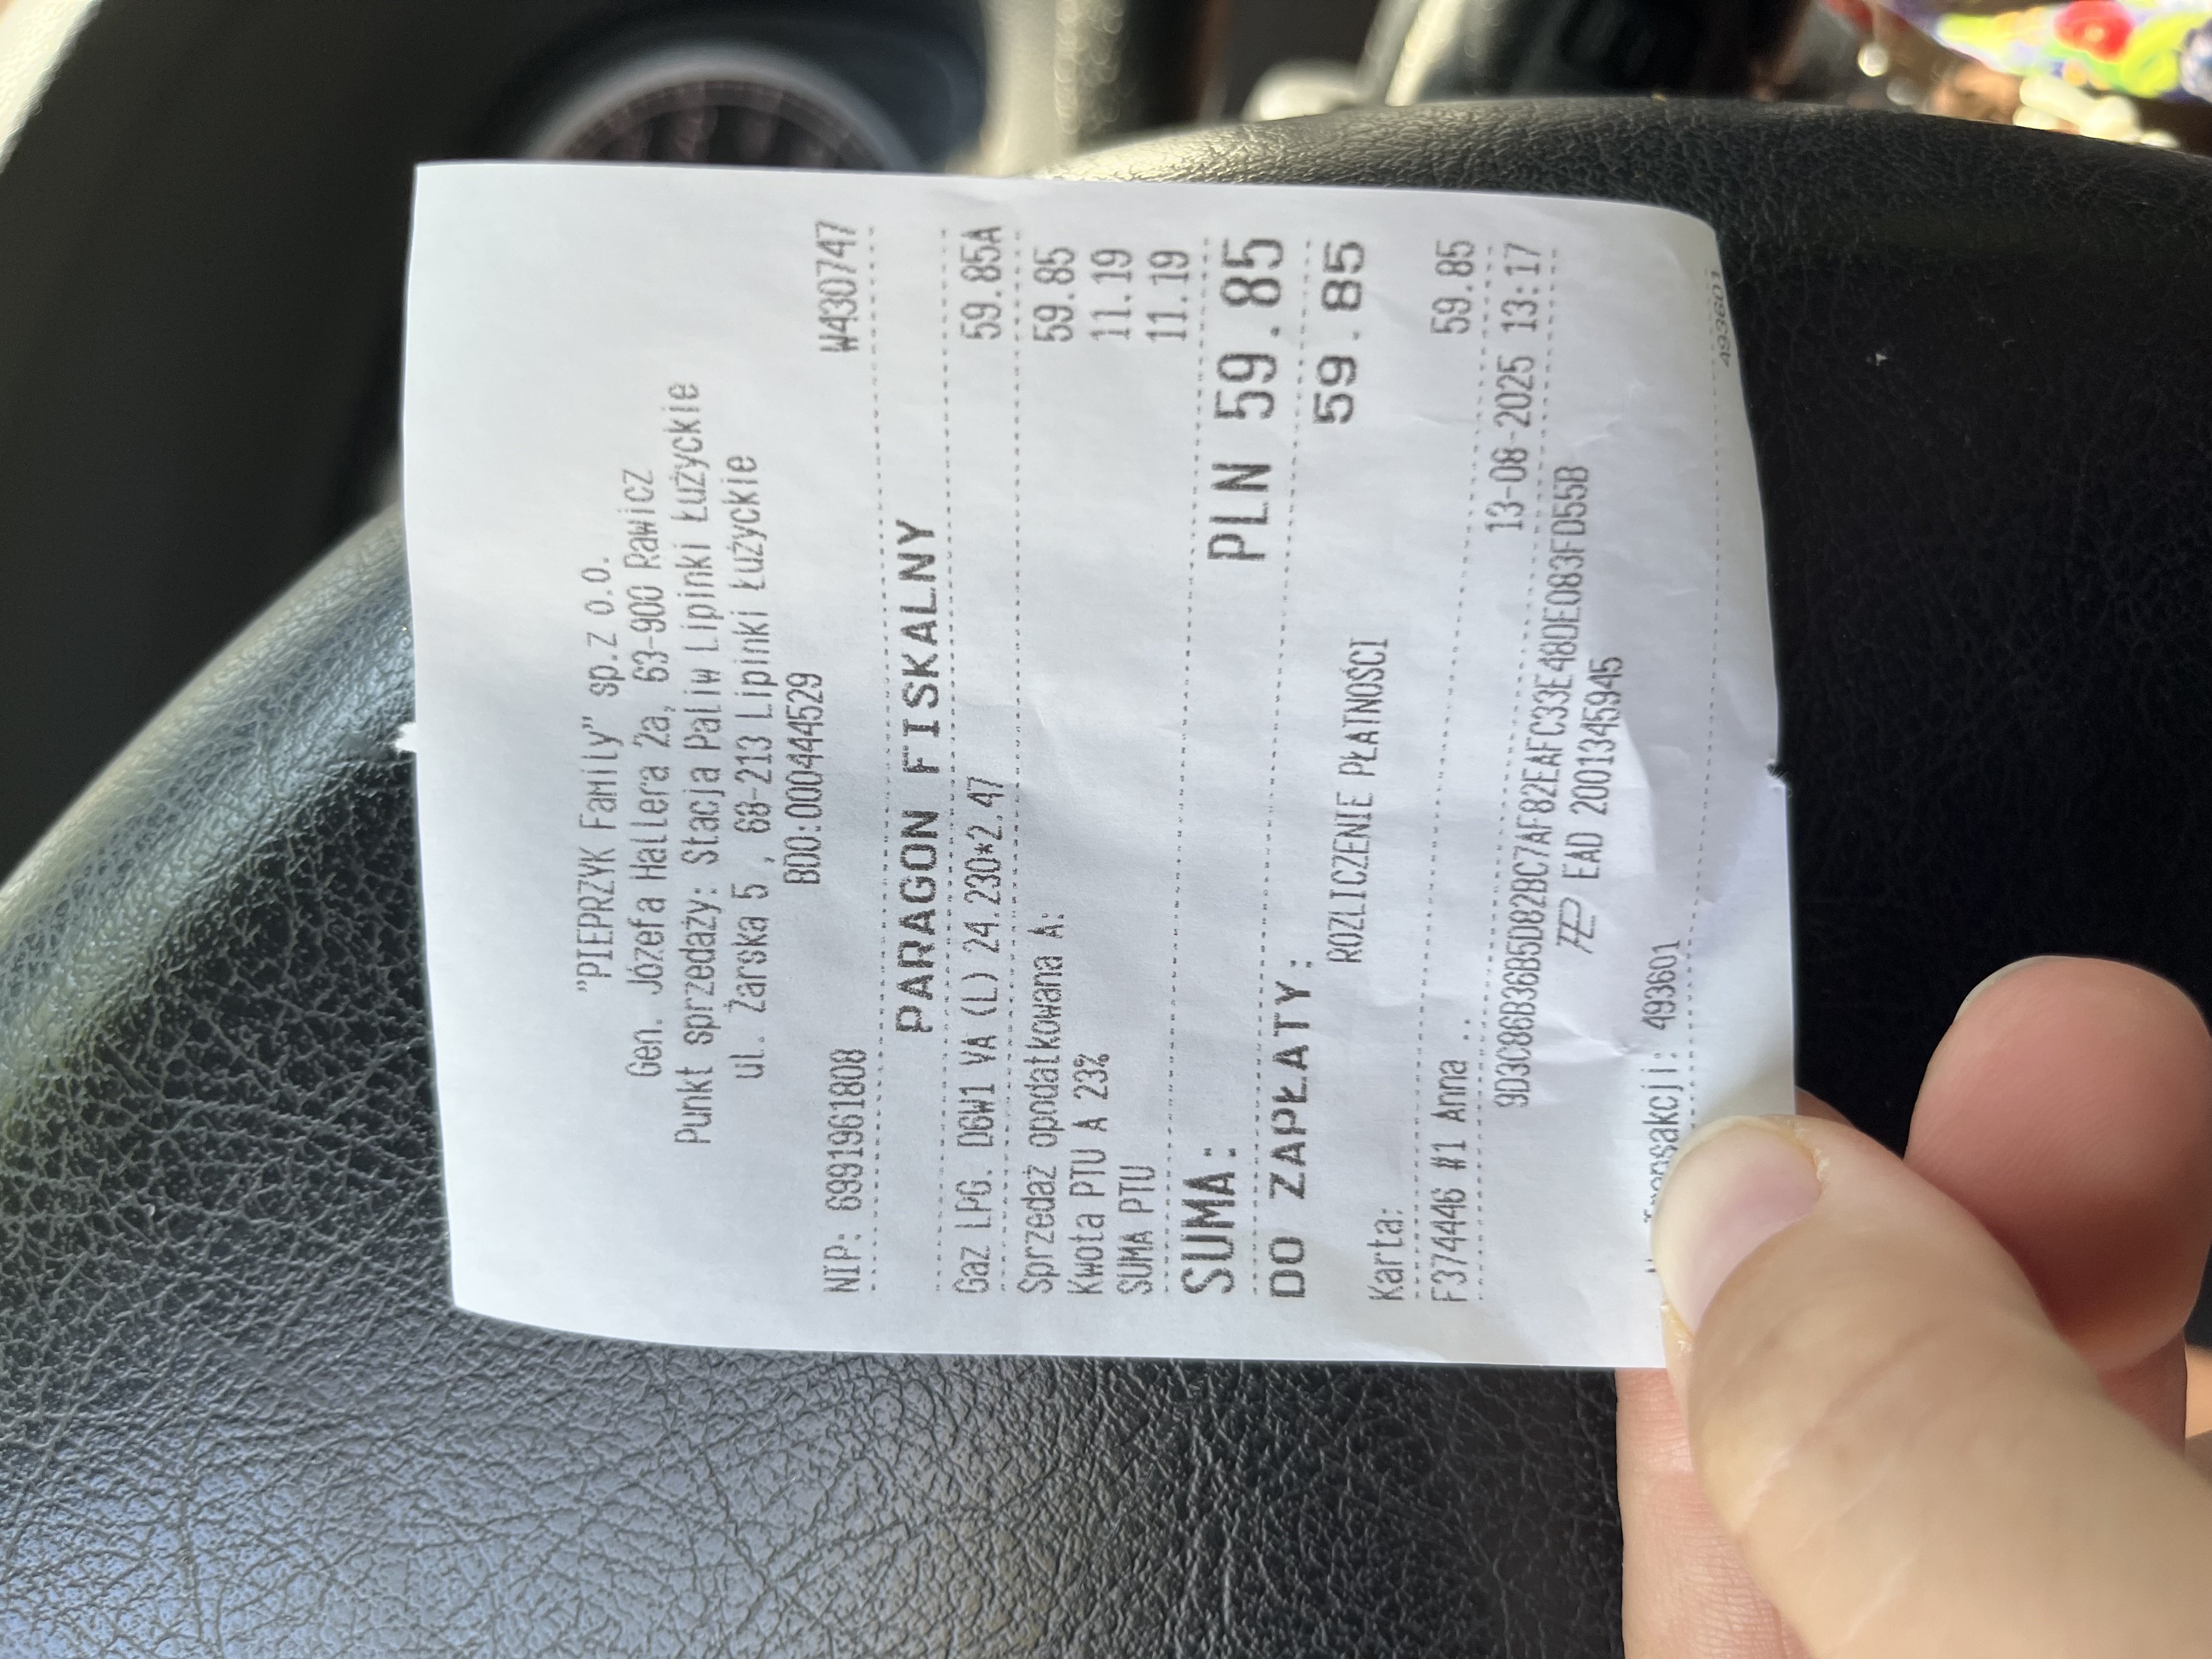 "PIEPRZYK Family" sp.z o.o.
Gen. Józefa Hallera 2a, 63-900 Rawicz
Punkt sprzedaży: Stacja Paliw Lipinki Łużyckie
ul. Żarska 5 , 68-213 Lipinki Łużyckie
BDO:000444529
NIP: 6991961808 W430747
PARAGON FISKALNY
Gaz LPG. D6W1 VA (L) 24.230*2.47 59.85A
Sprzedaż opodatkowana A: 59.85
Kwota PTU A 23% 11.19
SUMA PTU 11.19
SUMA: PLN 59.85
DO ZAPŁATY: 59.85
ROZLICZENIE PŁATNOŚCI
Karta: 59.85
F374446 #1 Anna .. 13-08-2025 13:17
9D3C86B36B5D82BC7AF82EAFC33E48DE083FD55B
EAD 2001345945
493601
493601